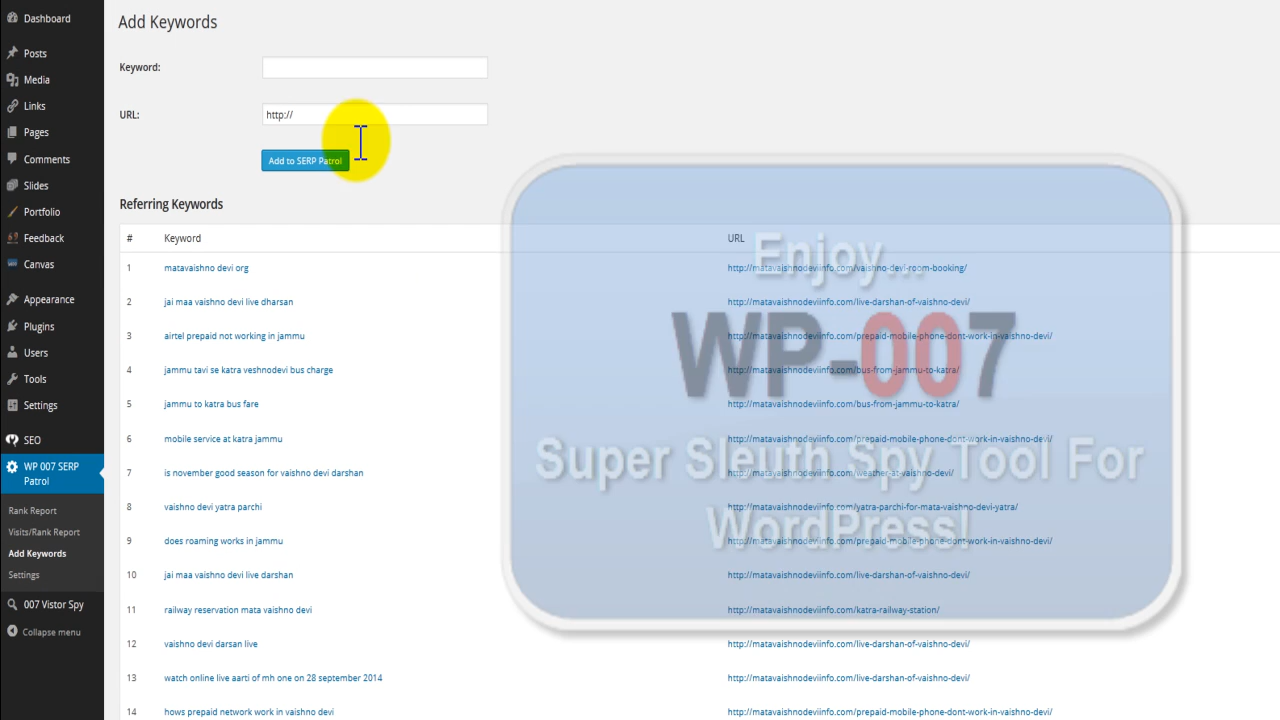 Dashboard
Posts
Media
Links
Pages
Comments
Slides
Portfolio
Feedback
Canvas
Appearance
Plugins
Users
Tools
Settings
SEO
WP 007 SERP
Patrol
Rank Report
Visits/Rank Report
Add Keywords
Settings
007 Vistor Spy
Collapse menu
Add Keywords
Keyword:
URL: http://
Add to SERP Patrol
Referring Keywords
# Keyword URL
1 matavaishno devi org http://matavaishnodeviinfo.com/vaishno-devi-room-booking/
2 jai maa vaishno devi live dharsan http://matavaishnodeviinfo.com/live-darshan-of-vaishno-devi/
3 airtel prepaid not working in jammu http://matavaishnodeviinfo.com/prepaid-mobile-phone-dont-work-in-vaishno-devi/
4 jammu tavi se katra veshnodevi bus charge http://matavaishnodeviinfo.com/bus-from-jammu-to-katra/
5 jammu to katra bus fare http://matavaishnodeviinfo.com/bus-from-jammu-to-katra/
6 mobile service at katra jammu http://matavaishnodeviinfo.com/prepaid-mobile-phone-dont-work-in-vaishno-devi/
7 is november good season for vaishno devi darshan http://matavaishnodeviinfo.com/weather-at-vaishno-devi/
8 vaishno devi yatra parchi http://matavaishnodeviinfo.com/yatra-parchi-for-mata-vaishno-devi-yatra/
9 does roaming works in jammu http://matavaishnodeviinfo.com/prepaid-mobile-phone-dont-work-in-vaishno-devi/
10 jai maa vaishno devi live darshan http://matavaishnodeviinfo.com/live-darshan-of-vaishno-devi/
11 railway reservation mata vaishno devi http://matavaishnodeviinfo.com/katra-railway-station/
12 vaishno devi darsan live http://matavaishnodeviinfo.com/live-darshan-of-vaishno-devi/
13 watch online live aarti of mh one on 28 september 2014 http://matavaishnodeviinfo.com/live-darshan-of-vaishno-devi/
14 hows prepaid network work in vaishno devi http://matavaishnodeviinfo.com/prepaid-mobile-phone-dont-work-in-vaishno-devi/
Enjoy...
WP-007
Super Sleuth Spy Tool For
WordPress!